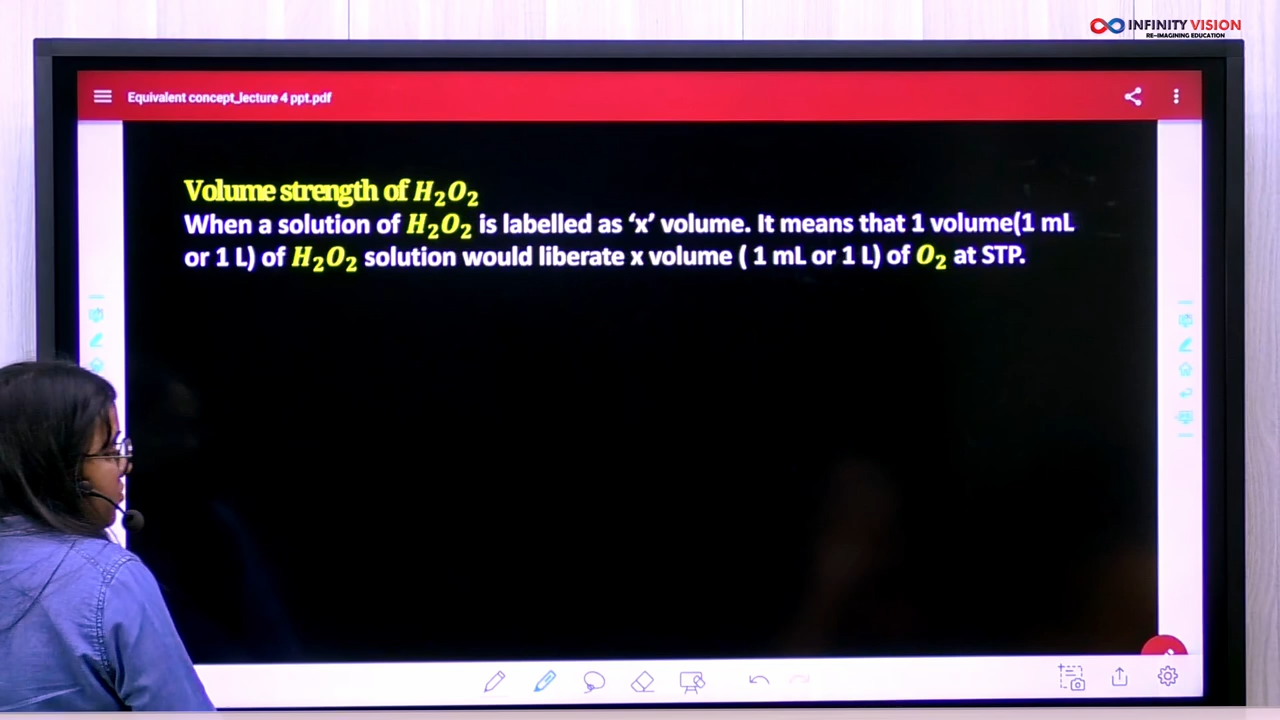 INFINITY VISION
RE-IMAGINING EDUCATION
Equivalent concept_lecture 4 ppt.pdf
Volume strength of H₂O₂
When a solution of H₂O₂ is labelled as ‘x’ volume. It means that 1 volume(1 mL
or 1 L) of H₂O₂ solution would liberate x volume ( 1 mL or 1 L) of O₂ at STP.